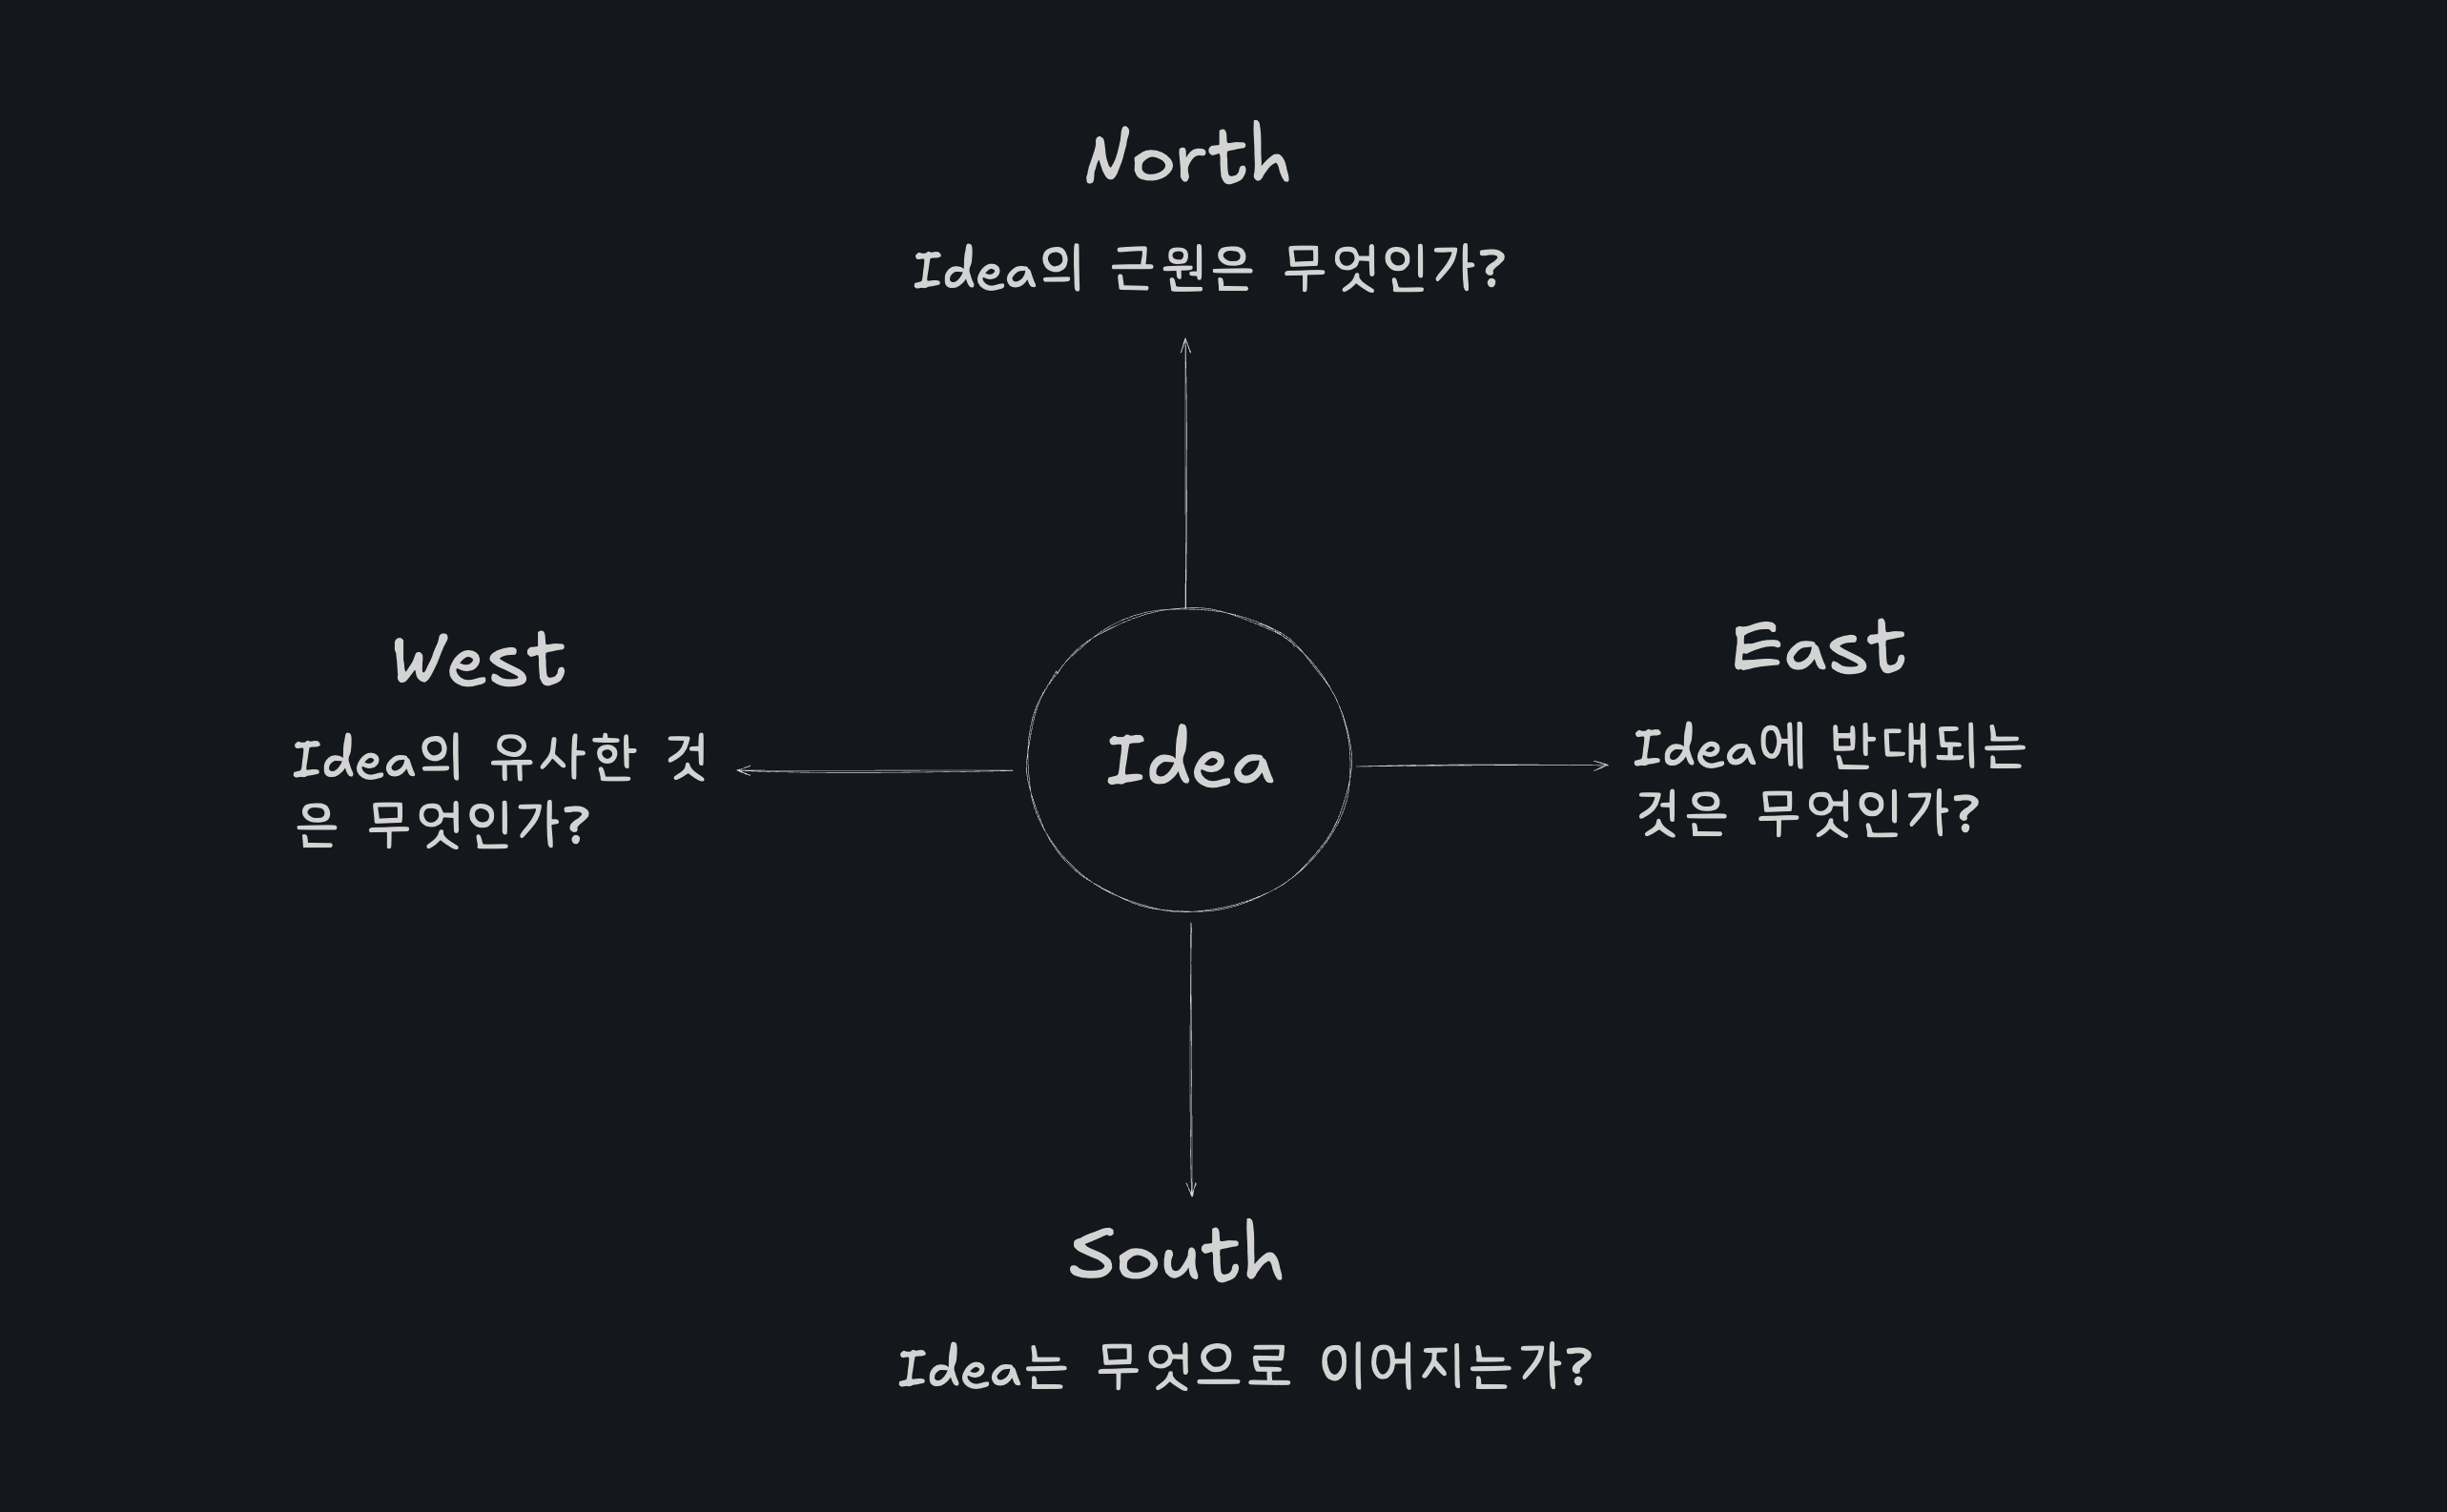 North
Idea의 근원은 무엇인가?
West
Idea의 유사한 것
은 무엇인가?
Idea
East
Idea에 반대되는
것은 무엇인가?
South
Idea는 무엇으로 이어지는가?